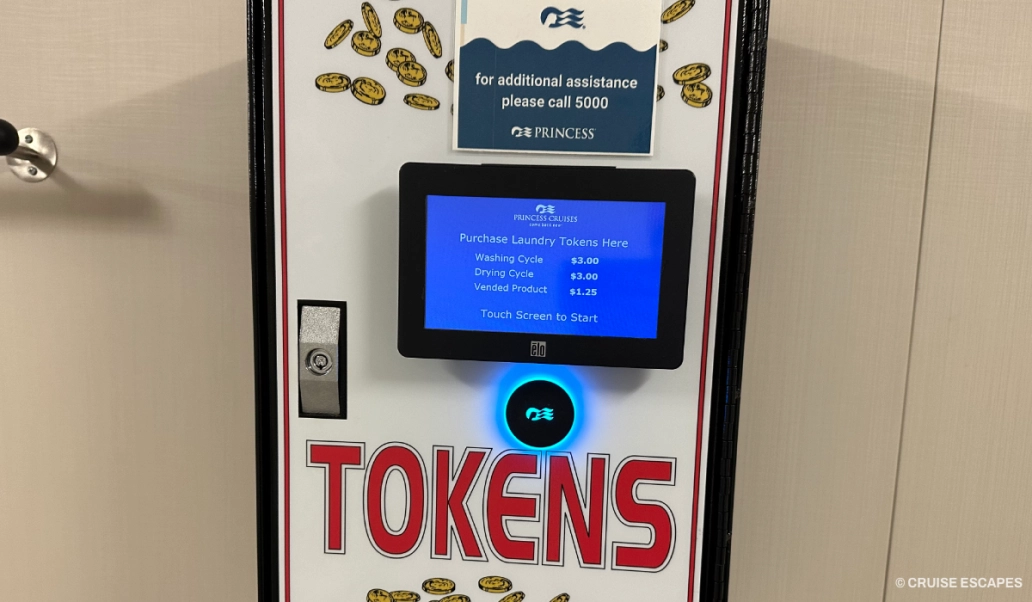 for additional assistance
please call 5000
PRINCESS
PRINCESS CRUISES
Purchase Laundry Tokens Here
Washing Cycle $3.00
Drying Cycle $3.00
Vended Product $1.25
Touch Screen to Start
elo
TOKENS
© CRUISE ESCAPES